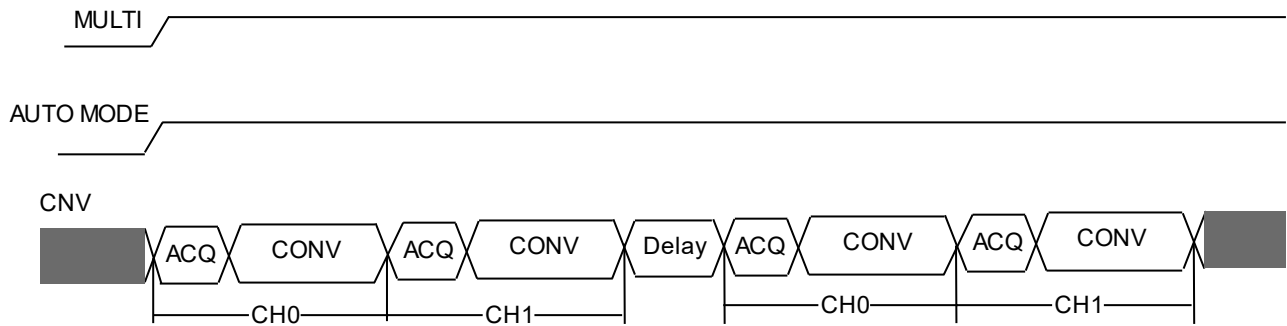 MULTI
AUTO MODE
CNV
ACQ CONV ACQ CONV Delay ACQ CONV ACQ CONV
CH0 CH1 CH0 CH1